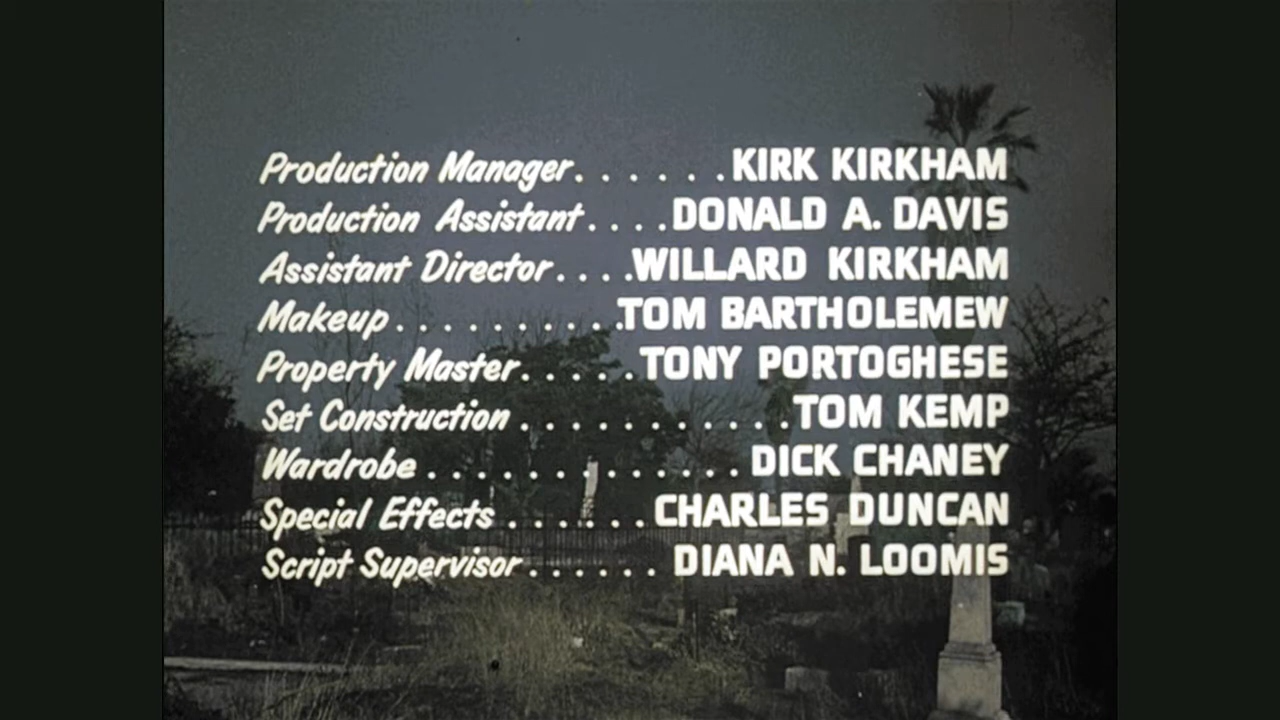 Production Manager. . . . . . .KIRK KIRKHAM
Production Assistant. . . .DONALD A. DAVIS
Assistant Director. . . .WILLARD KIRKHAM
Makeup. . . . . . . . . .TOM BARTHOLEMEW
Property Master. . . . . .TONY PORTOGHESE
Set Construction . . . . . . . . . . .TOM KEMP
Wardrobe . . . . . . . . . . . . . DICK CHANEY
Special Effects . . . . . . CHARLES DUNCAN
Script Supervisor. . . . . . DIANA N. LOOMIS